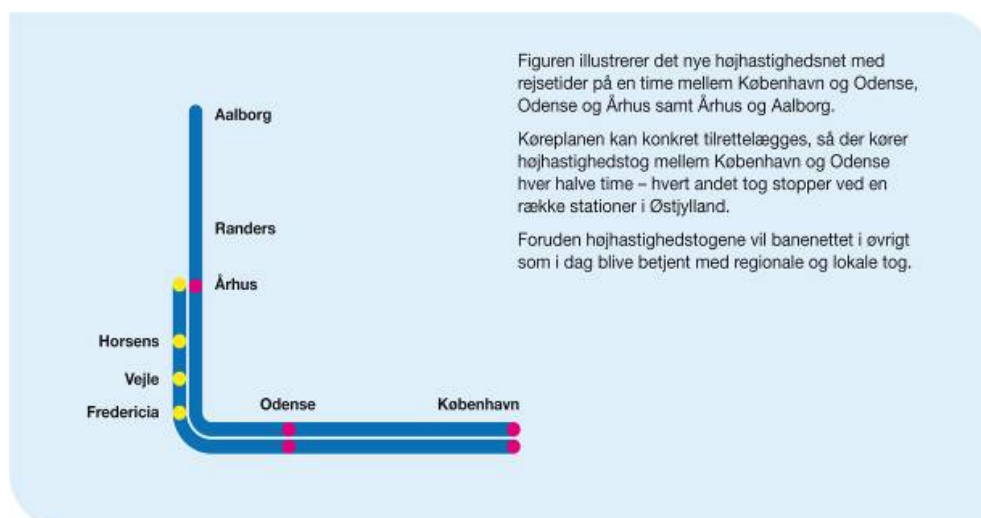 Aalborg
Randers
Århus
Horsens
Vejle
Fredericia
Odense
København
Figuren illustrerer det nye højhastighedsnet med
rejsetider på en time mellem København og Odense,
Odense og Århus samt Århus og Aalborg.
Køreplanen kan konkret tilrettelægges, så der kører
højhastighedstog mellem København og Odense
hver halve time – hvert andet tog stopper ved en
række stationer i Østjylland.
Foruden højhastighedstogene vil banenettet i øvrigt
som i dag blive betjent med regionale og lokale tog.